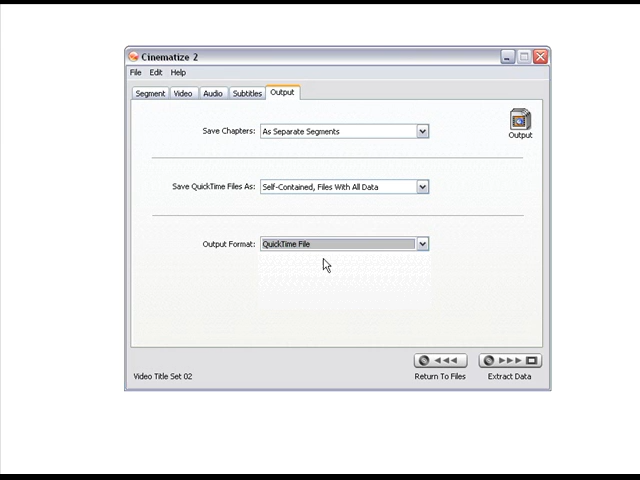 Cinematize 2
File Edit Help
Segment Video Audio Subtitles Output
Save Chapters: As Separate Segments
Output
Save QuickTime Files As: Self-Contained, Files With All Data
Output Format: QuickTime File
Video Title Set 02 Return To Files Extract Data